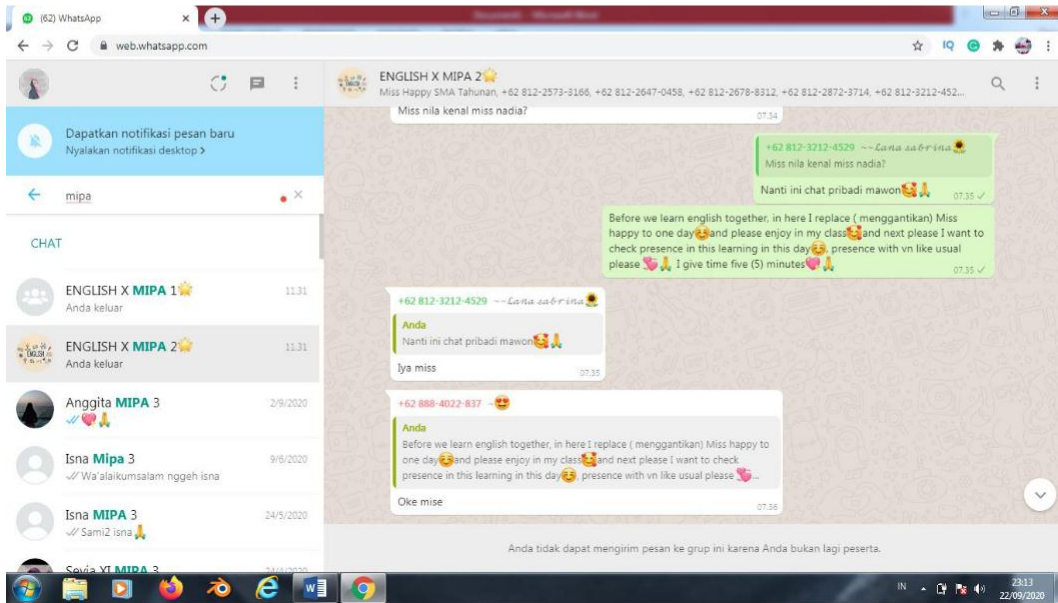 (62) WhatsApp
Document1 - Microsoft Word
web.whatsapp.com
IQ
ENGLISH X MIPA 2
Miss Happy SMA Tahunan, +62 812-2573-3166, +62 812-2647-0458, +62 812-2678-8312, +62 812-2872-3714, +62 812-3212-452...
Dapatkan notifikasi pesan baru
Nyalakan notifikasi desktop >
mipa
CHAT
ENGLISH X MIPA 1
11.31
Anda keluar
ENGLISH X MIPA 2
11.31
Anda keluar
Anggita MIPA 3
2/9/2020
Isna Mipa 3
9/6/2020
Wa'alaikumsalam nggeh isna
Isna MIPA 3
24/5/2020
Sami2 isna
Sevia XI MIPA 3
Miss nila kenal miss nadia?
07.34
+62 812-3212-4529 ~~Lana sabrina
Miss nila kenal miss nadia?
Nanti ini chat pribadi mawon
07.35
Before we learn english together, in here I replace ( menggantikan) Miss
happy to one day and please enjoy in my class and next please I want to
check presence in this learning in this day , presence with vn like usual
please , I give time five (5) minutes
07.35
+62 812-3212-4529 ~~Lana sabrina
Anda
Nanti ini chat pribadi mawon
Iya miss
07.35
+62 888-4022-837 ~
Anda
Before we learn english together, in here I replace ( menggantikan) Miss happy to
one day and please enjoy in my class and next please I want to check
presence in this learning in this day , presence with vn like usual please ...
Oke mise
07.36
Anda tidak dapat mengirim pesan ke grup ini karena Anda bukan lagi peserta.
IN
23:13
22/09/2020